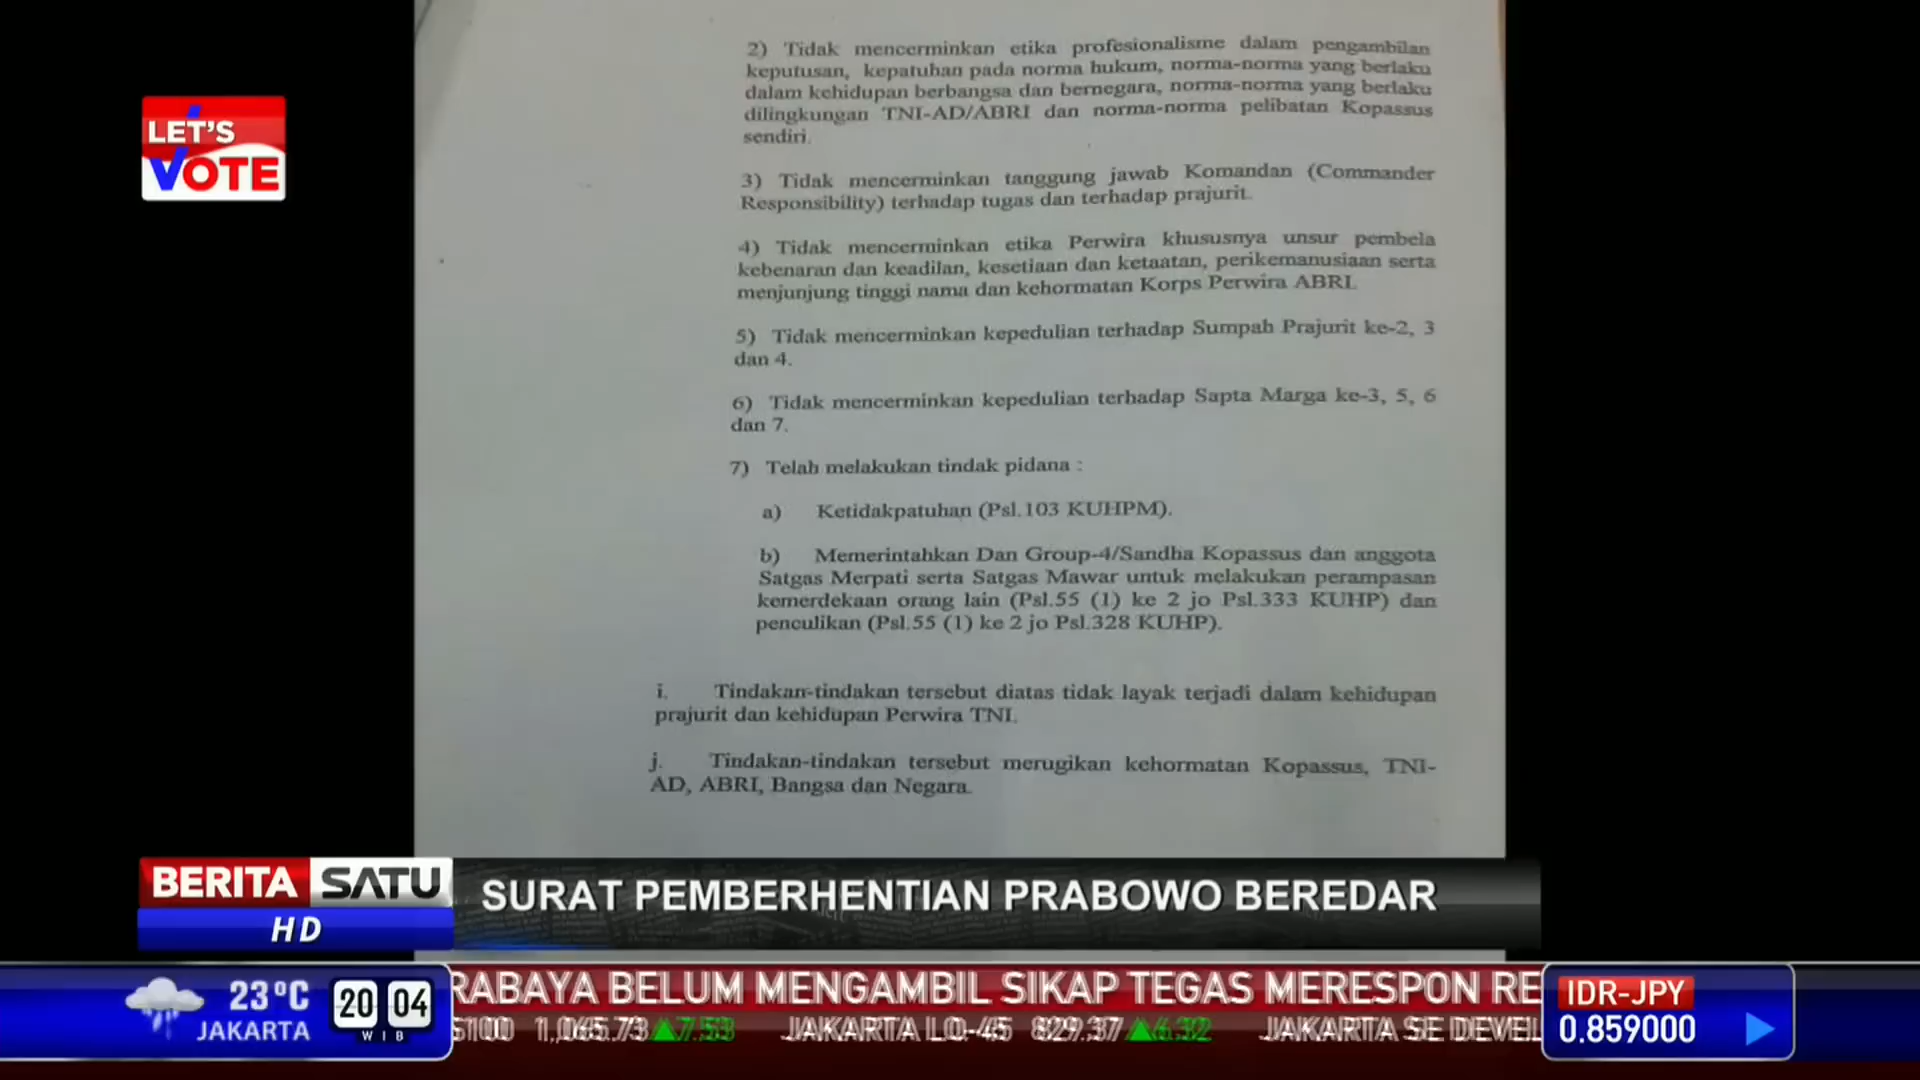 2) Tidak mencerminkan etika profesionalisme dalam pengambilan
keputusan, kepatuhan pada norma hukum, norma-norma yang berlaku
dalam kehidupan berbangsa dan bernegara, norma-norma yang berlaku
dilingkungan TNI-AD/ABRI dan norma-norma pelibatan Kopassus
sendiri.
LET'S
VOTE
3) Tidak mencerminkan tanggung jawab Komandan (Commander
Responsibility) terhadap tugas dan terhadap prajurit.
4) Tidak mencerminkan etika Perwira khususnya unsur pembela
kebenaran dan keadilan, kesetiaan dan ketaatan, perikemanusiaan serta
menjunjung tinggi nama dan kehormatan Korps Perwira ABRI.
5) Tidak mencerminkan kepedulian terhadap Sumpah Prajurit ke-2, 3
dan 4.
6) Tidak mencerminkan kepedulian terhadap Sapta Marga ke-3, 5, 6
dan 7.
7) Telah melakukan tindak pidana :
a) Ketidakpatuhan (Psl.103 KUHPM).
b) Memerintahkan Dan Group-4/Sandha Kopassus dan anggota
Satgas Merpati serta Satgas Mawar untuk melakukan perampasan
kemerdekaan orang lain (Psl.55 (1) ke 2 jo Psl.333 KUHP) dan
penculikan (Psl.55 (1) ke 2 jo Psl.328 KUHP).
i. Tindakan-tindakan tersebut diatas tidak layak terjadi dalam kehidupan
prajurit dan kehidupan Perwira TNI.
j. Tindakan-tindakan tersebut merugikan kehormatan Kopassus, TNI-
AD, ABRI, Bangsa dan Negara.
BERITA SATU
HD
SURAT PEMBERHENTIAN PRABOWO BEREDAR
23°C
JAKARTA
20 04
WIB
RABAYA BELUM MENGAMBIL SIKAP TEGAS MERESPON RE
S100 1,065.73 ▲7.53 JAKARTA LQ-45 829.37 ▲6.32 JAKARTA SE DEVEL
IDR-JPY
0.859000